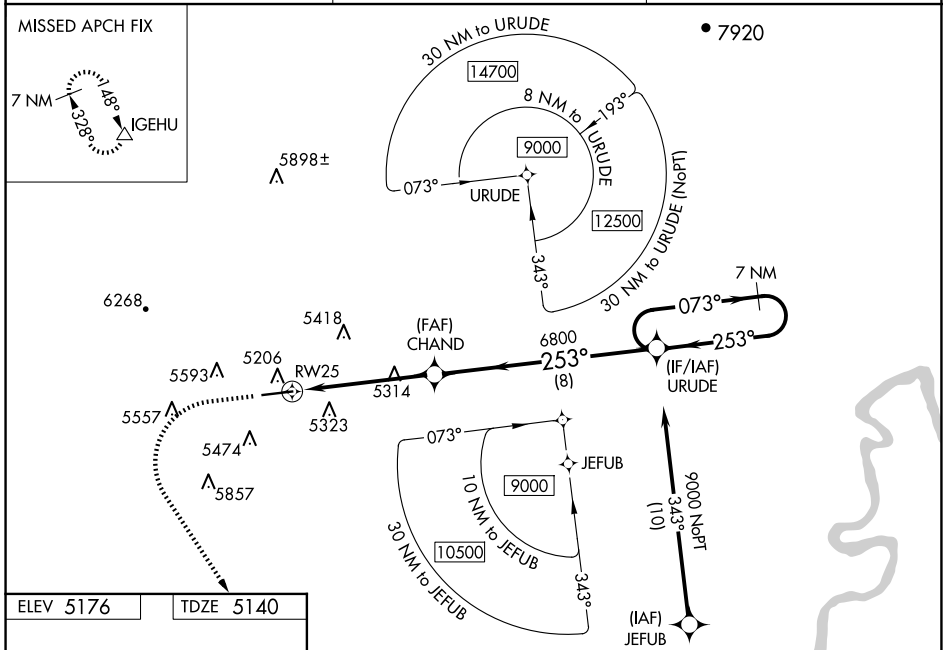 MISSED APCH FIX
7 NM
148°
328°
IGEHU
7920
30 NM to URUDE
14700
8 NM to URUDE
193°
9000
073°
URUDE
12500
30 NM to URUDE (NoPT)
343°
5898±
6268
5418
(FAF)
CHAND
6800
253°
(8)
7 NM
073°
253°
(IF/IAF)
URUDE
5593
5206
RW25
5314
5557
5323
5474
5857
073°
JEFUB
9000
10 NM to JEFUB
10500
30 NM to JEFUB
343°
9000 NoPT
343°
(10)
(IAF)
JEFUB
ELEV 5176
TDZE 5140